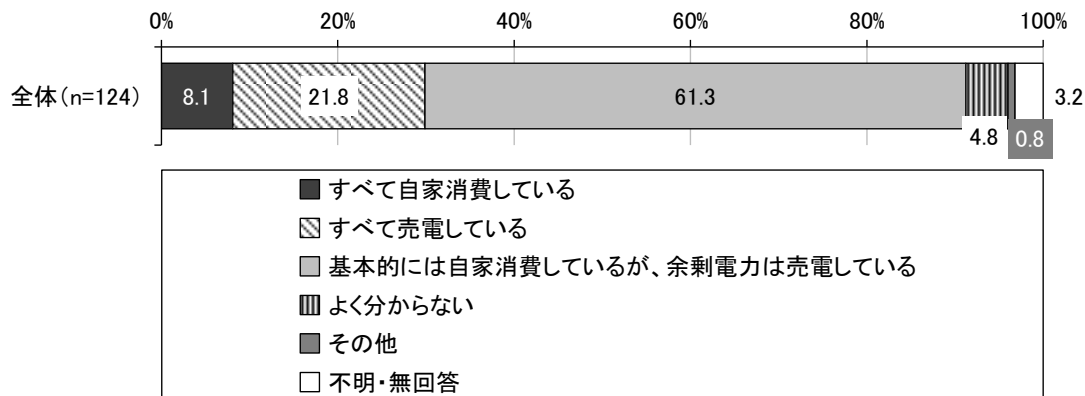 0% 20% 40% 60% 80% 100%
全体(n=124) 8.1 21.8 61.3 3.2
4.8 0.8
すべて自家消費している
すべて売電している
基本的には自家消費しているが、余剰電力は売電している
よく分からない
その他
不明・無回答